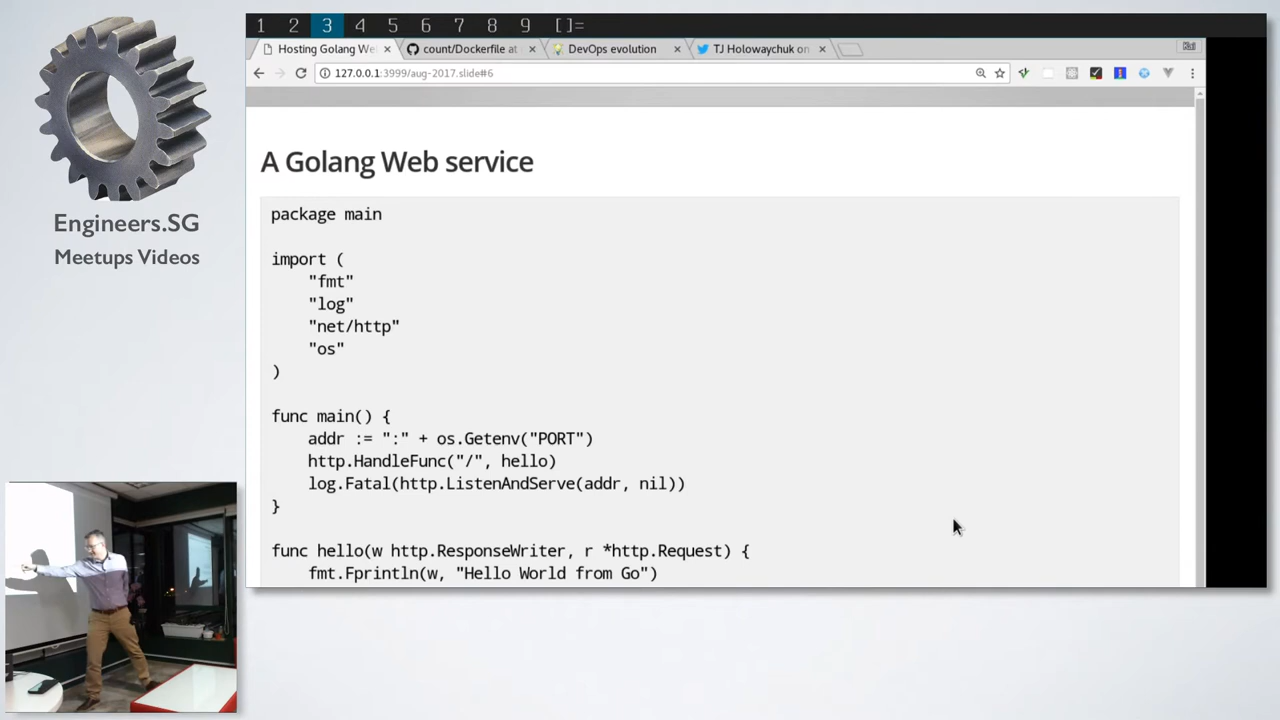 Engineers.SG
Meetups Videos
1 2 3 4 5 6 7 8 9 []=
Hosting Golang We
count/Dockerfile at
DevOps evolution
TJ Holowaychuk on
127.0.0.1:3999/aug-2017.slide#6
A Golang Web service
package main
import (
"fmt"
"log"
"net/http"
"os"
)
func main() {
addr := ":" + os.Getenv("PORT")
http.HandleFunc("/", hello)
log.Fatal(http.ListenAndServe(addr, nil))
}
func hello(w http.ResponseWriter, r *http.Request) {
fmt.Fprintln(w, "Hello World from Go")